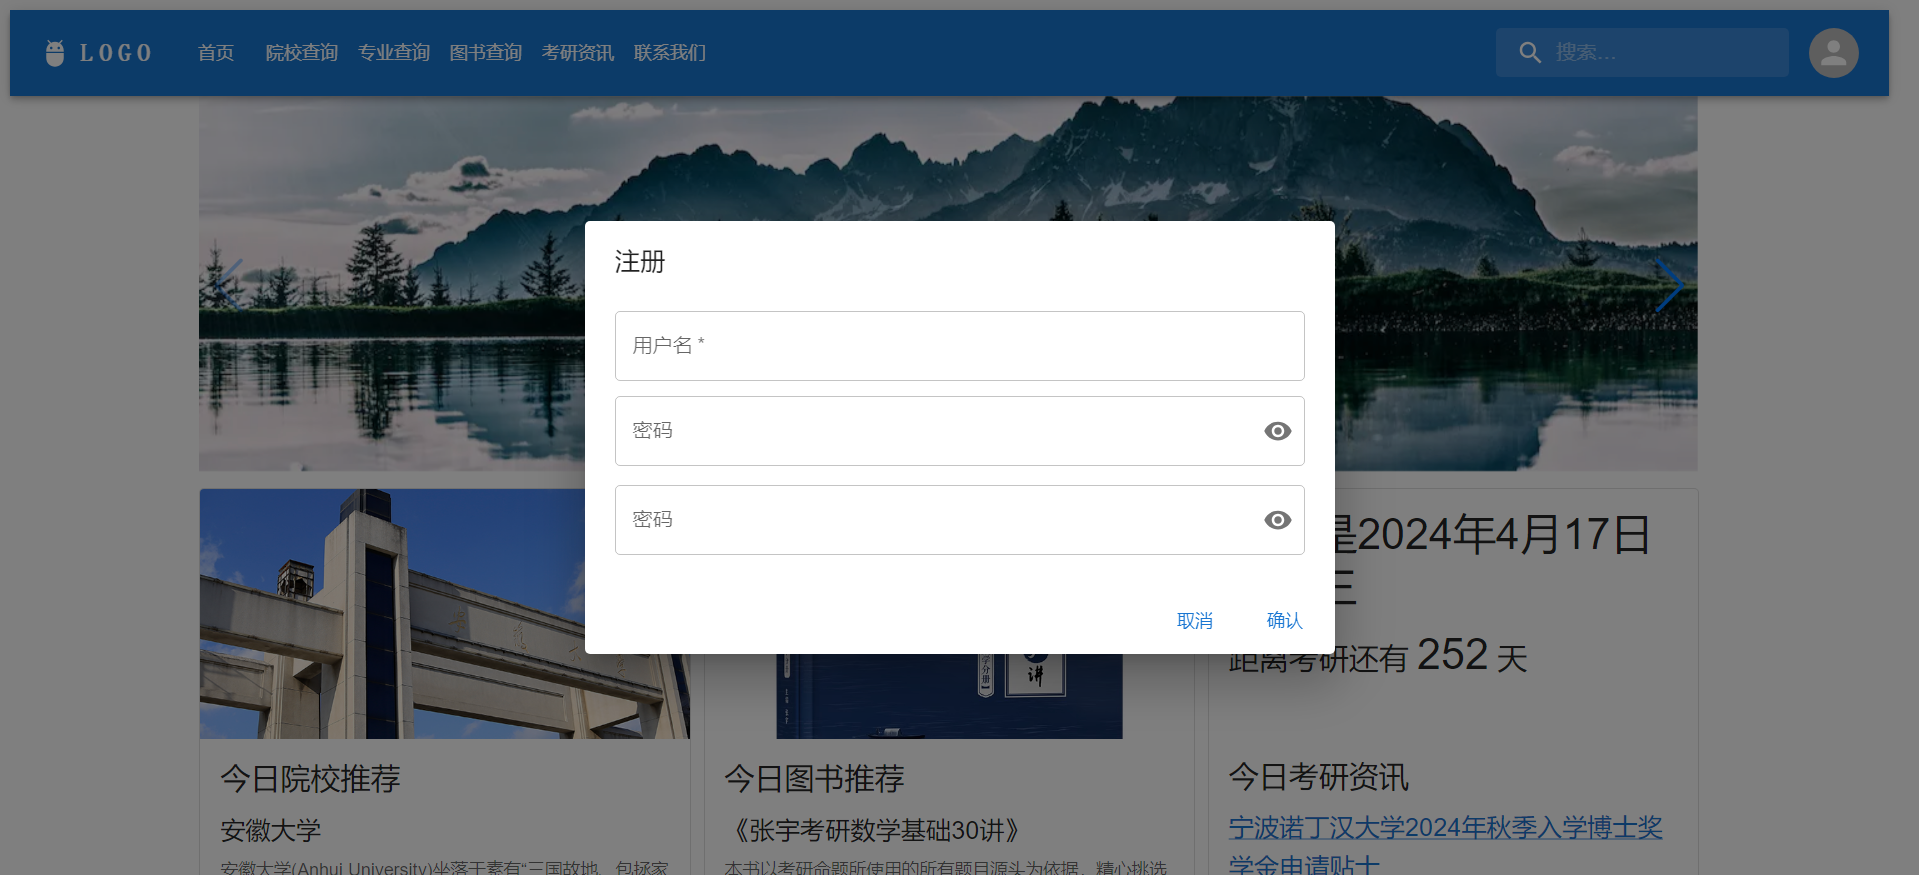 LOGO 首页 院校查询 专业查询 图书查询 考研资讯 联系我们 搜索…
注册
用户名 *
密码
密码
取消 确认
是2024年4月17日
三
距离考研还有 252 天
讲
学分册
今日院校推荐
安徽大学
安徽大学(Anhui University)坐落于素有“三国故地、包拯家
今日图书推荐
《张宇考研数学基础30讲》
本书以考研命题所使用的所有题目源头为依据，精心挑选
今日考研资讯
宁波诺丁汉大学2024年秋季入学博士奖
学金申请贴士